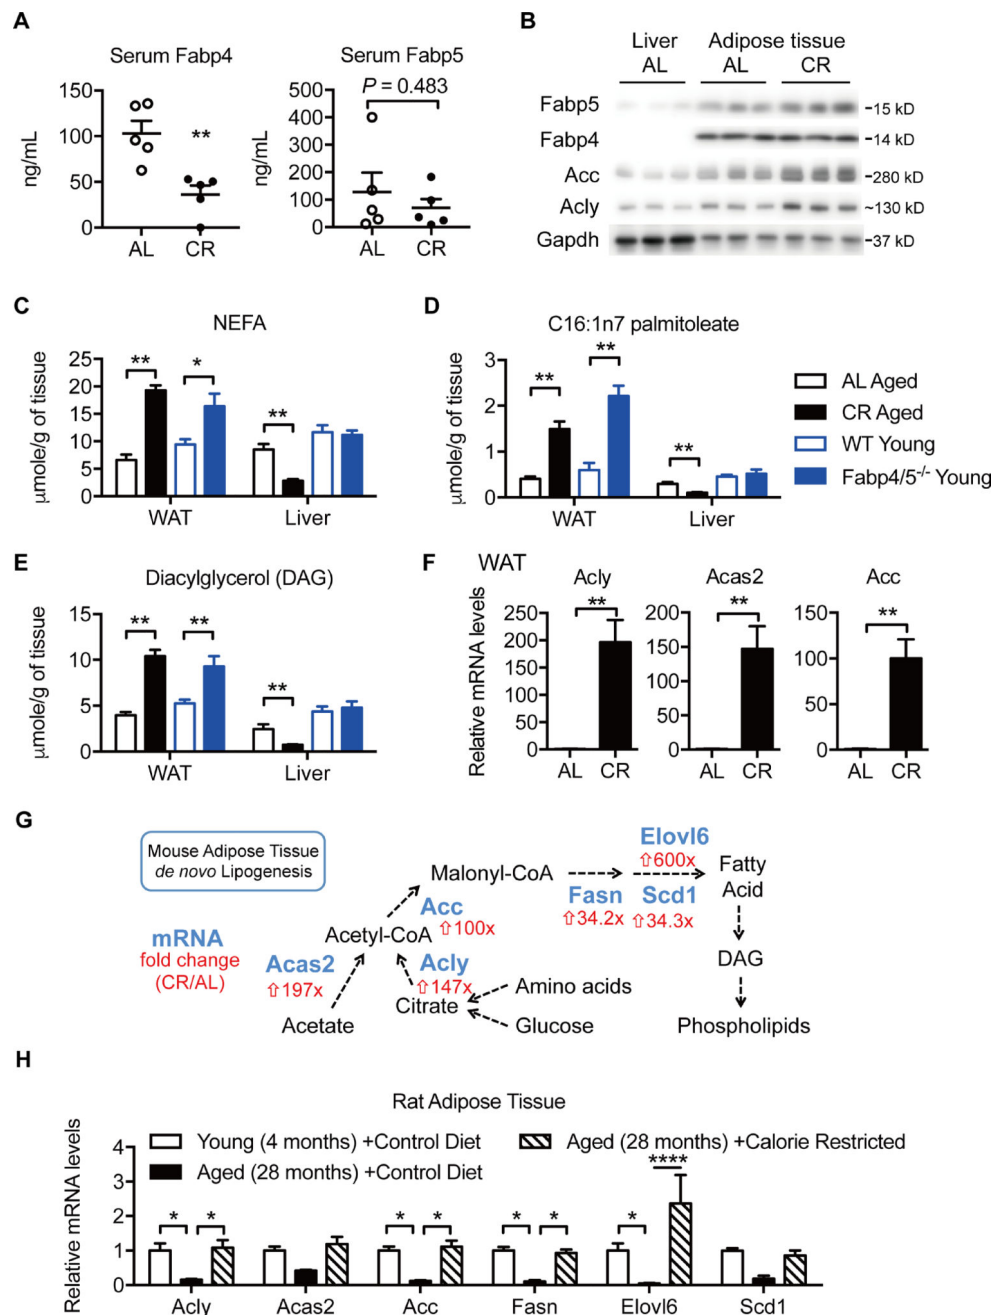 A
Serum Fabp4
Serum Fabp5
P = 0.483
ng/mL
150
100
50
0
AL
CR
**
ng/mL
500
400
300
200
100
0
AL
CR
B
Liver Adipose tissue
AL AL CR
Fabp5 -15 kD
Fabp4 -14 kD
Acc -280 kD
Acly ~130 kD
Gapdh -37 kD
C
NEFA
μmole/g of tissue
25
20
15
10
5
0
** * **
WAT Liver
D
C16:1n7 palmitoleate
μmole/g of tissue
3
2
1
0
** ** **
WAT Liver
AL Aged
CR Aged
WT Young
Fabp4/5-/- Young
E
Diacylglycerol (DAG)
μmole/g of tissue
15
10
5
0
** ** **
WAT Liver
F
WAT
Relative mRNA levels
Acly
**
250
200
150
100
50
0
AL CR
Acas2
**
200
150
100
50
0
AL CR
Acc
**
150
100
50
0
AL CR
G
Mouse Adipose Tissue
de novo Lipogenesis
mRNA
fold change
(CR/AL)
Elovl6
⇧600x
Malonyl-CoA
Fatty
Acid
Fasn
⇧34.2x
Scd1
⇧34.3x
Acc
⇧100x
Acetyl-CoA
DAG
Acas2
⇧197x
Acly
⇧147x
Amino acids
Acetate
Citrate
Glucose
Phospholipids
H
Rat Adipose Tissue
Young (4 months) +Control Diet
Aged (28 months) +Calorie Restricted
Aged (28 months) +Control Diet
Relative mRNA levels
4
3
2
1
0
* * * * * * * ****
Acly Acas2 Acc Fasn Elovl6 Scd1